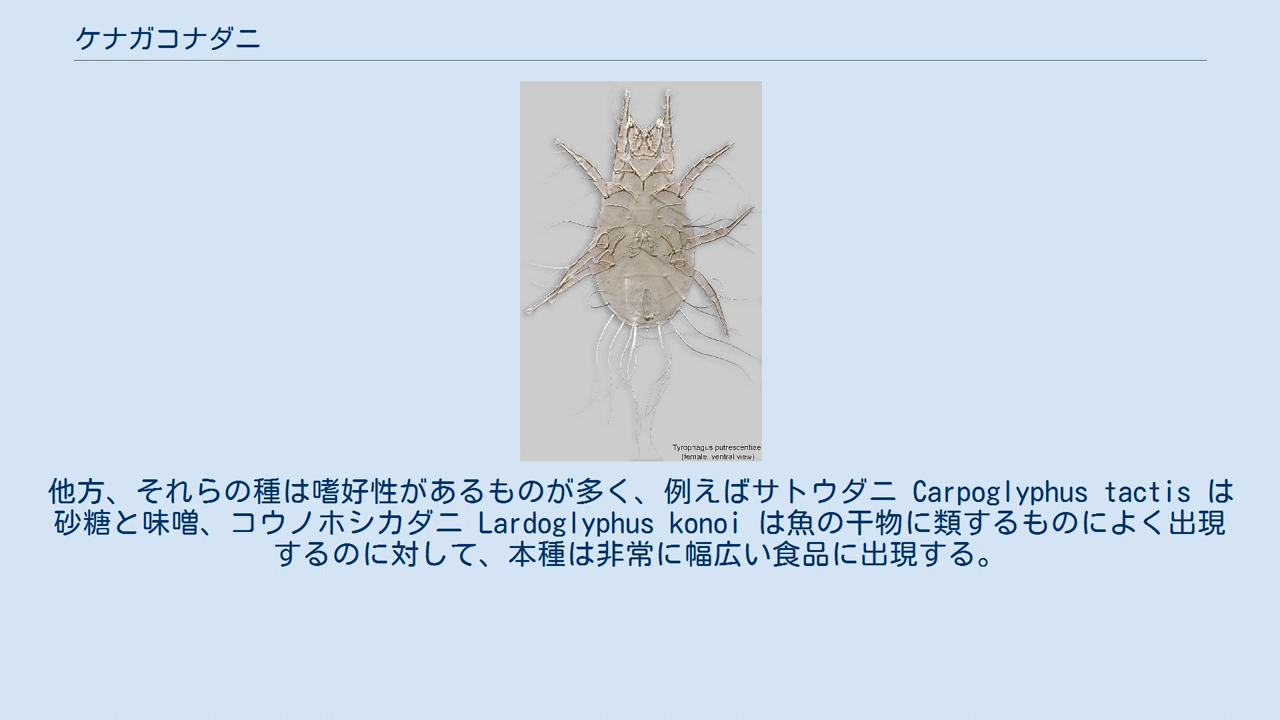 ケナガコナダニ
Tyrophagus putrescentiae
(female, ventral view)
他方、それらの種は嗜好性があるものが多く、例えばサトウダニ Carpoglyphus tactis は
砂糖と味噌、コウノホシカダニ Lardoglyphus konoi は魚の干物に類するものによく出現
するのに対して、本種は非常に幅広い食品に出現する。